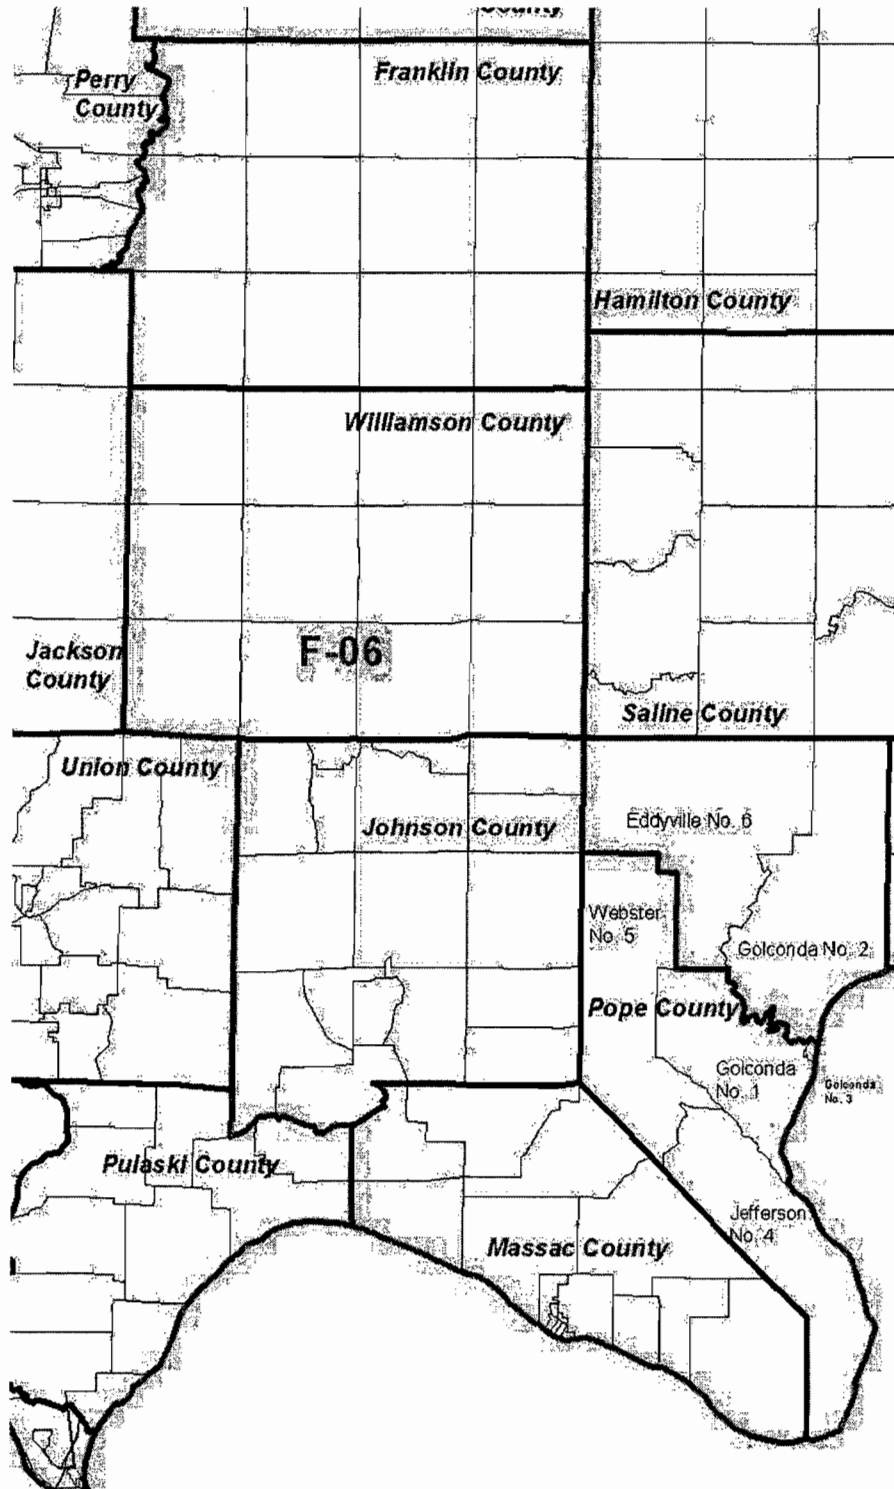 County
Franklin County
Perry
County
Hamilton County
Williamson County
Jackson
County
F-06
Saline County
Union County
Johnson County
Eddyville No. 6
Webster
No. 5
Golconda No. 2
Pope County
Golconda
No. 1
Golconda
No. 3
Pulaski County
Jefferson
No. 4
Massac County